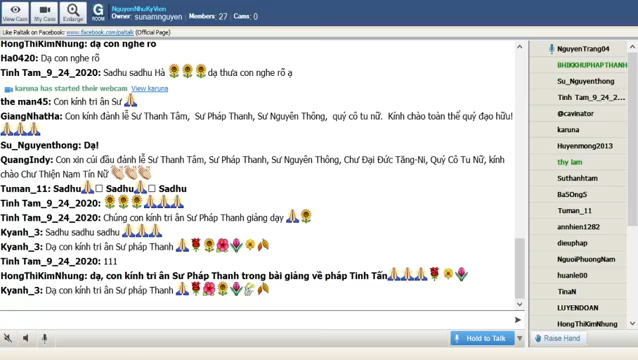 NguyenNhuKyVien
Owner: sunamnguyen | Members: 27 Cams: 0
View Cam
My Cam
Enlarge
G
ROOM
Like Paltalk on Facebook: www.facebook.com/paltalk (Official Page)
HongThiKimNhung: dạ con nghe rõ
Ha0420: Dạ con nghe rõ
Tinh Tam_9_24_2020: Sadhu sadhu Hà 🌻🌻🌻dạ thưa con nghe rõ ạ
karuna has started their webcam View karuna
the man45: Con kính tri ân Sư 🙏
GiangNhatHa: Con kính đảnh lễ Sư Thanh Tâm, Sư Pháp Thanh, Sư Nguyên Thông, quý cô tu nữ. Kính chào toàn thể quý đạo hữu!
🙏🙏🙏
Su_Nguyenthong: Dạ!
QuangIndy: Con xin cúi đầu đảnh lễ Sư Thanh Tâm, Sư Pháp Thanh, Sư Nguyên Thông, Chư Đại Đức Tăng-Ni, Quý Cô Tu Nữ, kính
chào Chư Thiện Nam Tín Nữ 👏👏👏
Tuman_11: Sadhu🙏□ Sadhu🙏□ Sadhu
Tinh Tam_9_24_2020: 🌻🌻🌻🙏🙏🙏
Tinh Tam_9_24_2020: Chúng con kính tri ân Sư Pháp Thanh giảng dạy 🙏🌻
Kyanh_3: Sadhu sadhu sadhu 🙏🙏🙏
Kyanh_3: Dạ con kính tri ân Sư pháp Thanh 🙏🌹🌻🌺🌷🌼🍂
Tinh Tam_9_24_2020: 111
HongThiKimNhung: dạ, con kính tri ân Sư Pháp Thanh trong bài giảng về pháp Tinh Tấn🙏🙏🙏🌹🌼🌷
Kyanh_3: Dạ con kính tri ân Sư pháp Thanh 🙏🌹🌺🌻🌷💐🍂
NguyenTrang04
BHIKKHUPHAPTHANH
Su_Nguyenthong
Tinh Tam_9_24_2...
@cavinator
karuna
Huyenmong2013
thy lam
Suthanhtam
BaSOng5
Tuman_11
annhien1282
dieuphap
NguoiPhuongNam
huanle00
TinaN
LUYENDOAN
HongThiKimNhung
Hold to Talk
Raise Hand